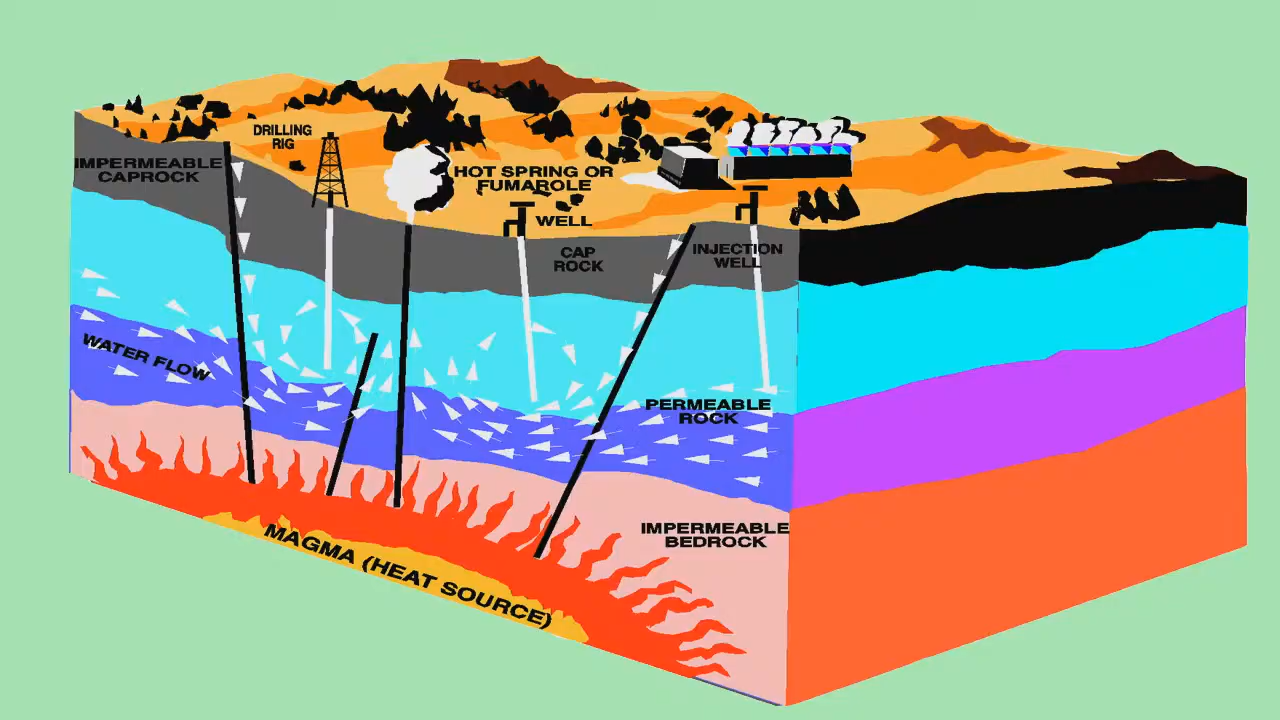 DRILLING
RIG
IMPERMEABLE
CAPROCK
HOT SPRING OR
FUMAROLE
WELL
CAP
ROCK
INJECTION
WELL
WATER FLOW
PERMEABLE
ROCK
IMPERMEABLE
BEDROCK
MAGMA (HEAT SOURCE)